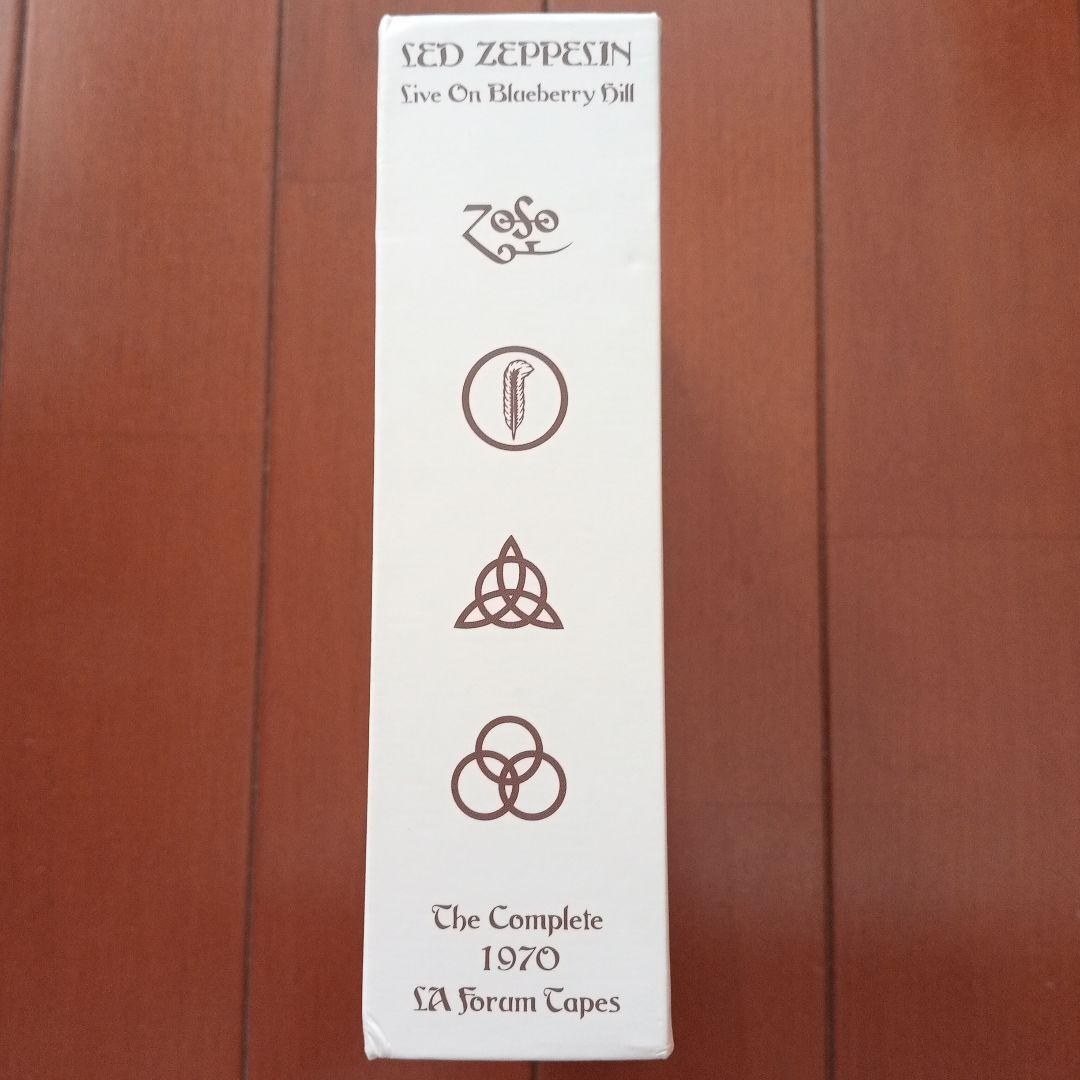 LED ZEPPELIN
Live On Blueberry Hill
ZOSO
The Complete
1970
LA Forum Tapes